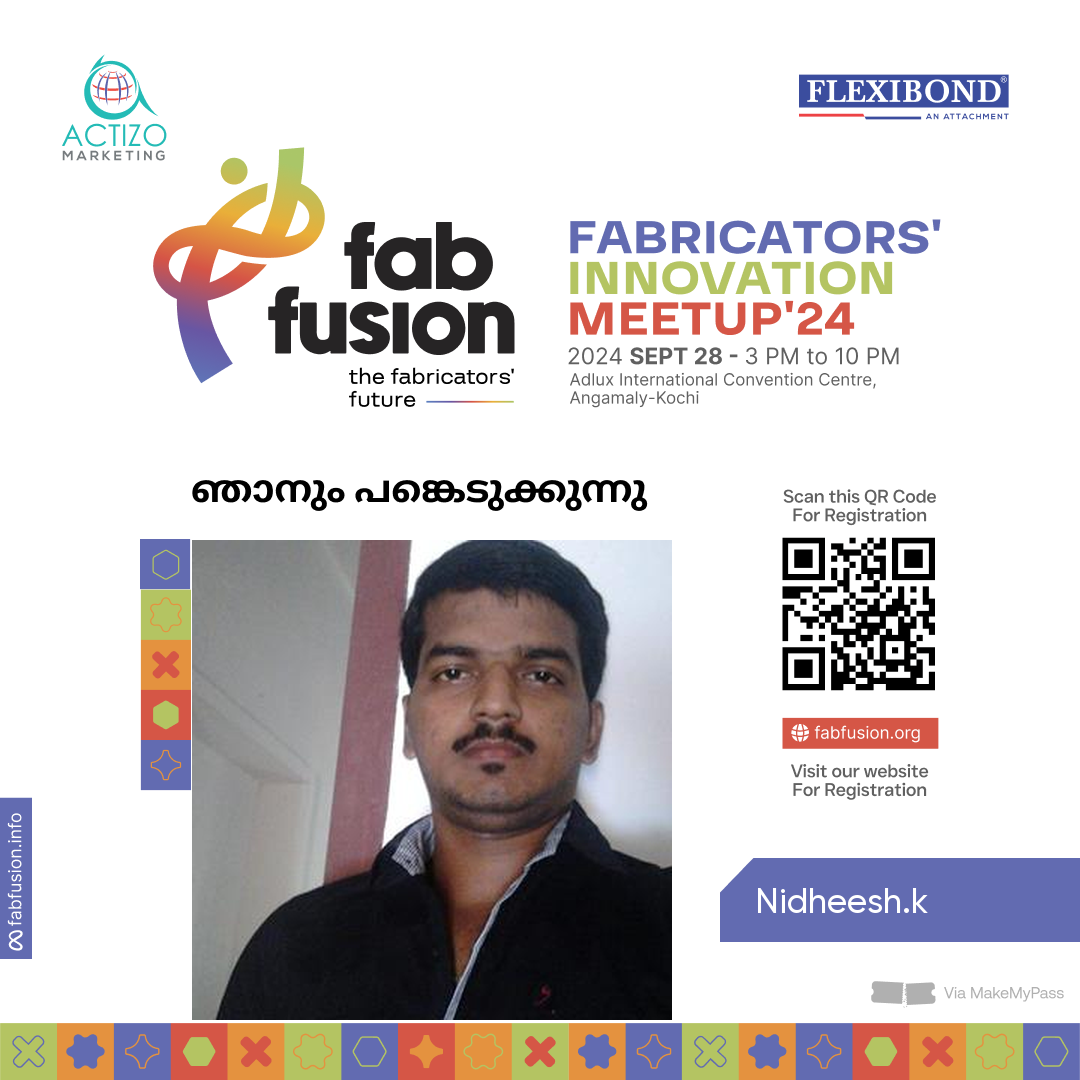 ACTIZO
MARKETING
FLEXIBOND®
AN ATTACHMENT
fab
fusion
the fabricators'
future
FABRICATORS'
INNOVATION
MEETUP'24
2024 SEPT 28 - 3 PM to 10 PM
Adlux International Convention Centre,
Angamaly-Kochi
ഞാനും പങ്കെടുക്കുന്നു
Scan this QR Code
For Registration
fabfusion.org
Visit our website
For Registration
fabfusion.info
Nidheesh.k
Via MakeMyPass